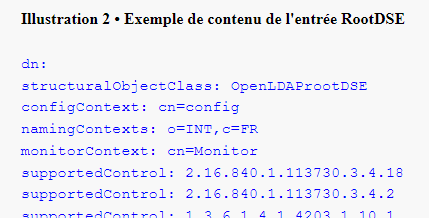 Illustration 2 • Exemple de contenu de l'entrée RootDSE
dn:
structuralObjectClass: OpenLDAProotDSE
configContext: cn=config
namingContexts: o=INT,c=FR
monitorContext: cn=Monitor
supportedControl: 2.16.840.1.113730.3.4.18
supportedControl: 2.16.840.1.113730.3.4.2
supportedControl: 1.3.6.1.4.1.4203.1.10.1